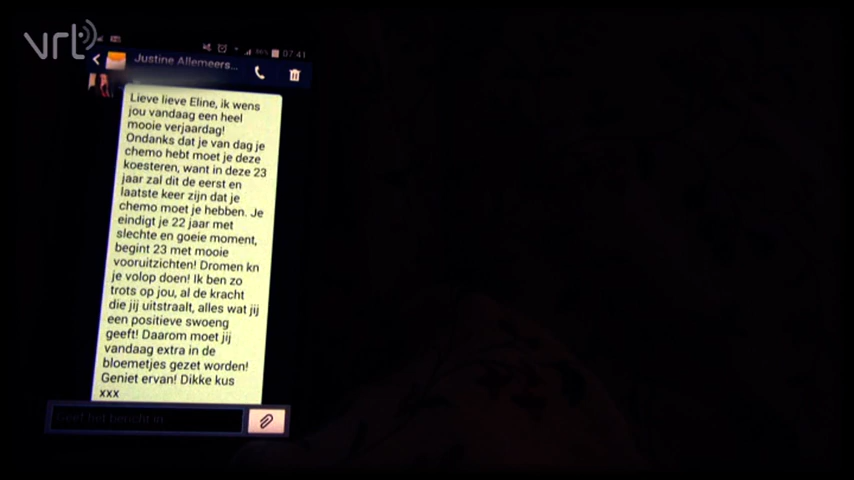 vrt
86% 07:41
Justine Allemeers...
Lieve lieve Eline, ik wens
jou vandaag een heel
mooie verjaardag!
Ondanks dat je van dag je
chemo hebt moet je deze
koesteren, want in deze 23
jaar zal dit de eerst en
laatste keer zijn dat je
chemo moet je hebben. Je
eindigt je 22 jaar met
slechte en goeie moment,
begint 23 met mooie
vooruitzichten! Dromen kn
je volop doen! Ik ben zo
trots op jou, al de kracht
die jij uitstraalt, alles wat jij
een positieve swoeng
geeft! Daarom moet jij
vandaag extra in de
bloemetjes gezet worden!
Geniet ervan! Dikke kus
xxx
Geef het bericht in